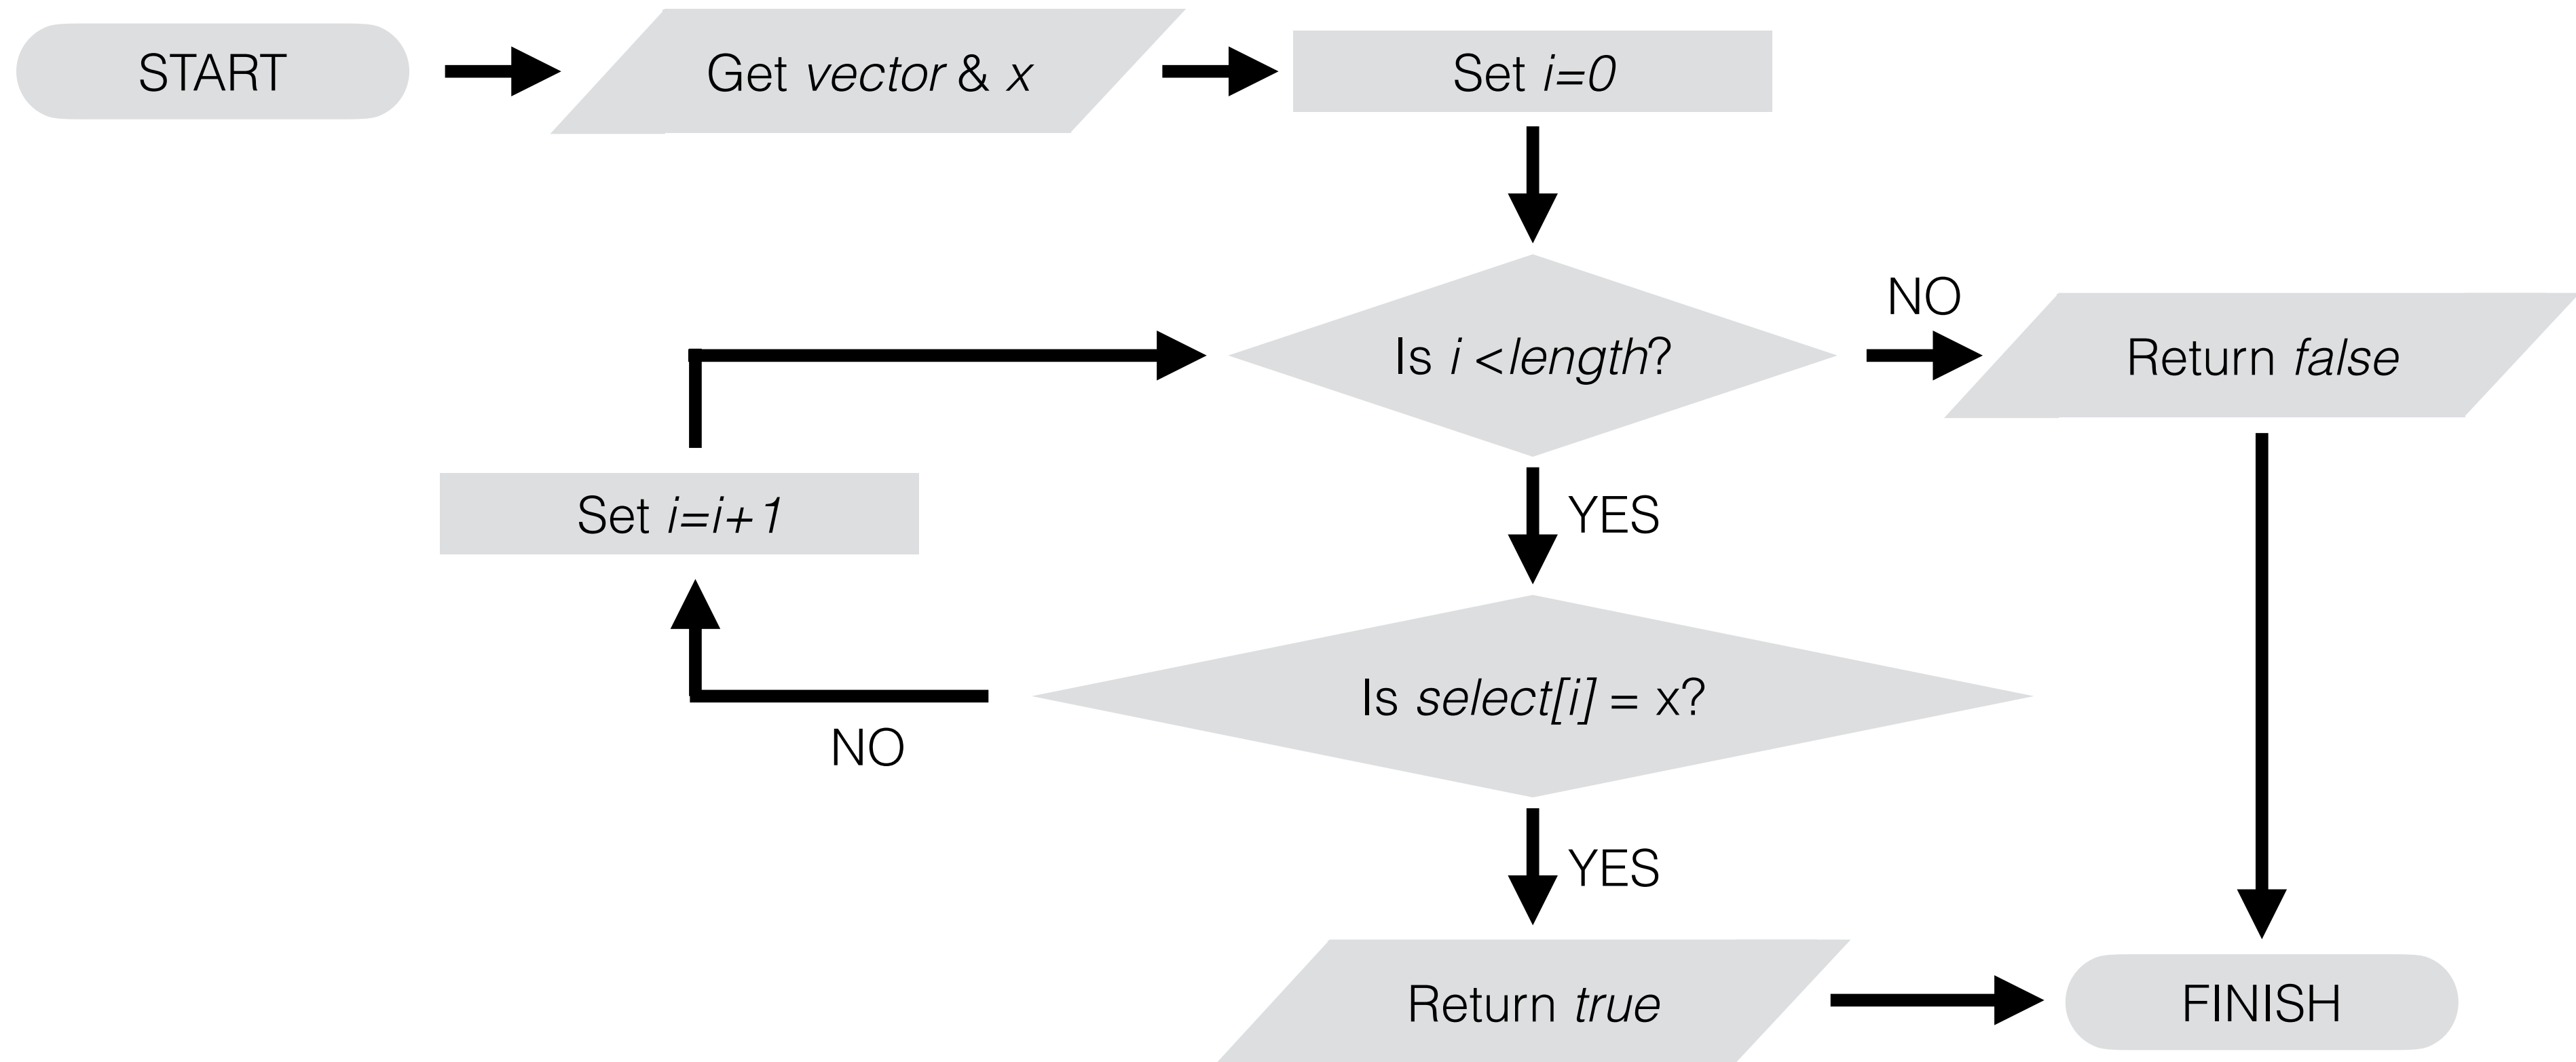 START
Get vector & x
Set i=0
Is i <length?
NO
Return false
Set i=i+1
YES
Is select[i] = x?
NO
YES
Return true
FINISH